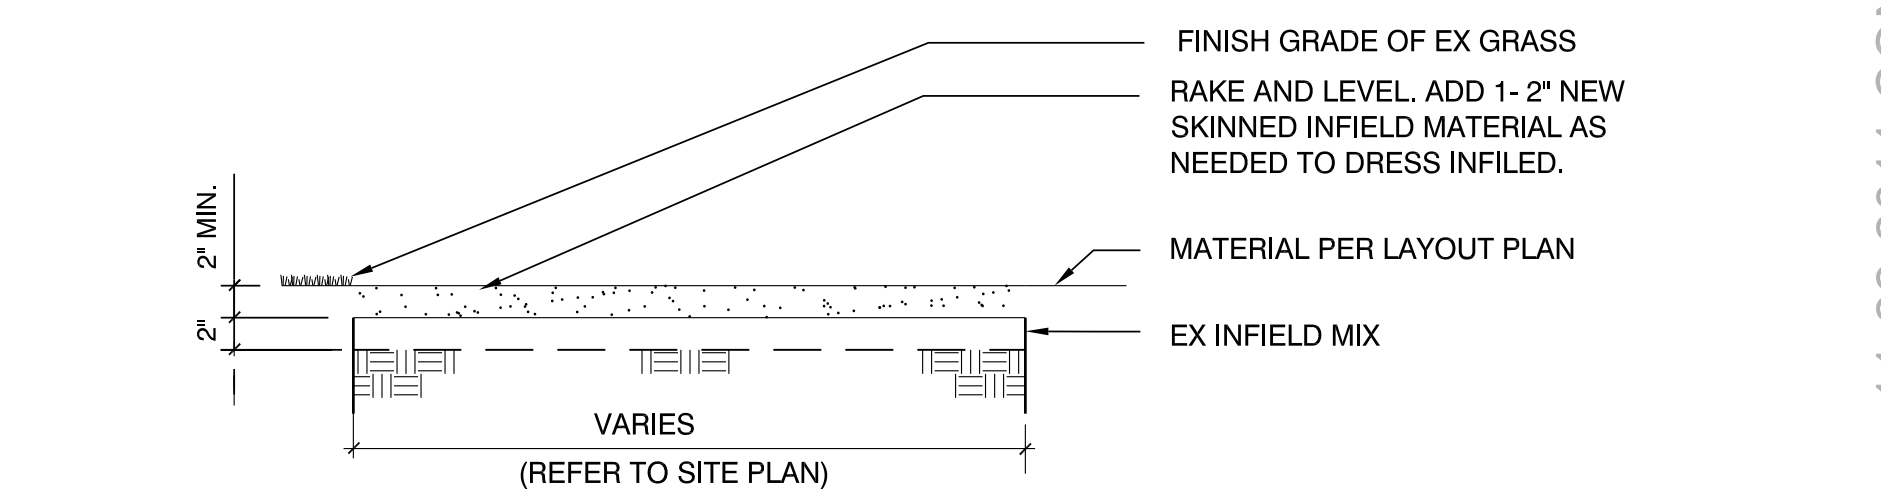 FINISH GRADE OF EX GRASS
RAKE AND LEVEL. ADD 1- 2" NEW
SKINNED INFIELD MATERIAL AS
NEEDED TO DRESS INFILED.
2" MIN.
MATERIAL PER LAYOUT PLAN
2"
EX INFIELD MIX
VARIES
(REFER TO SITE PLAN)